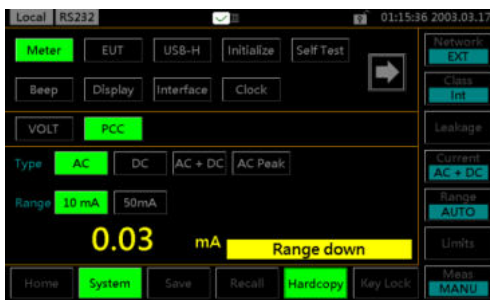 Local RS232 01:15:36 2003.03.17
Meter EUT USB-H Initialize Self Test
Beep Display Interface Clock
VOLT PCC
Type AC DC AC + DC AC Peak
Range 10 mA 50mA
0.03 mA Range down
Home System Save Recall Hardcopy Key Lock
Network
EXT
Class
Int
Leakage
Current
AC + DC
Range
AUTO
Limits
Meas
MANU